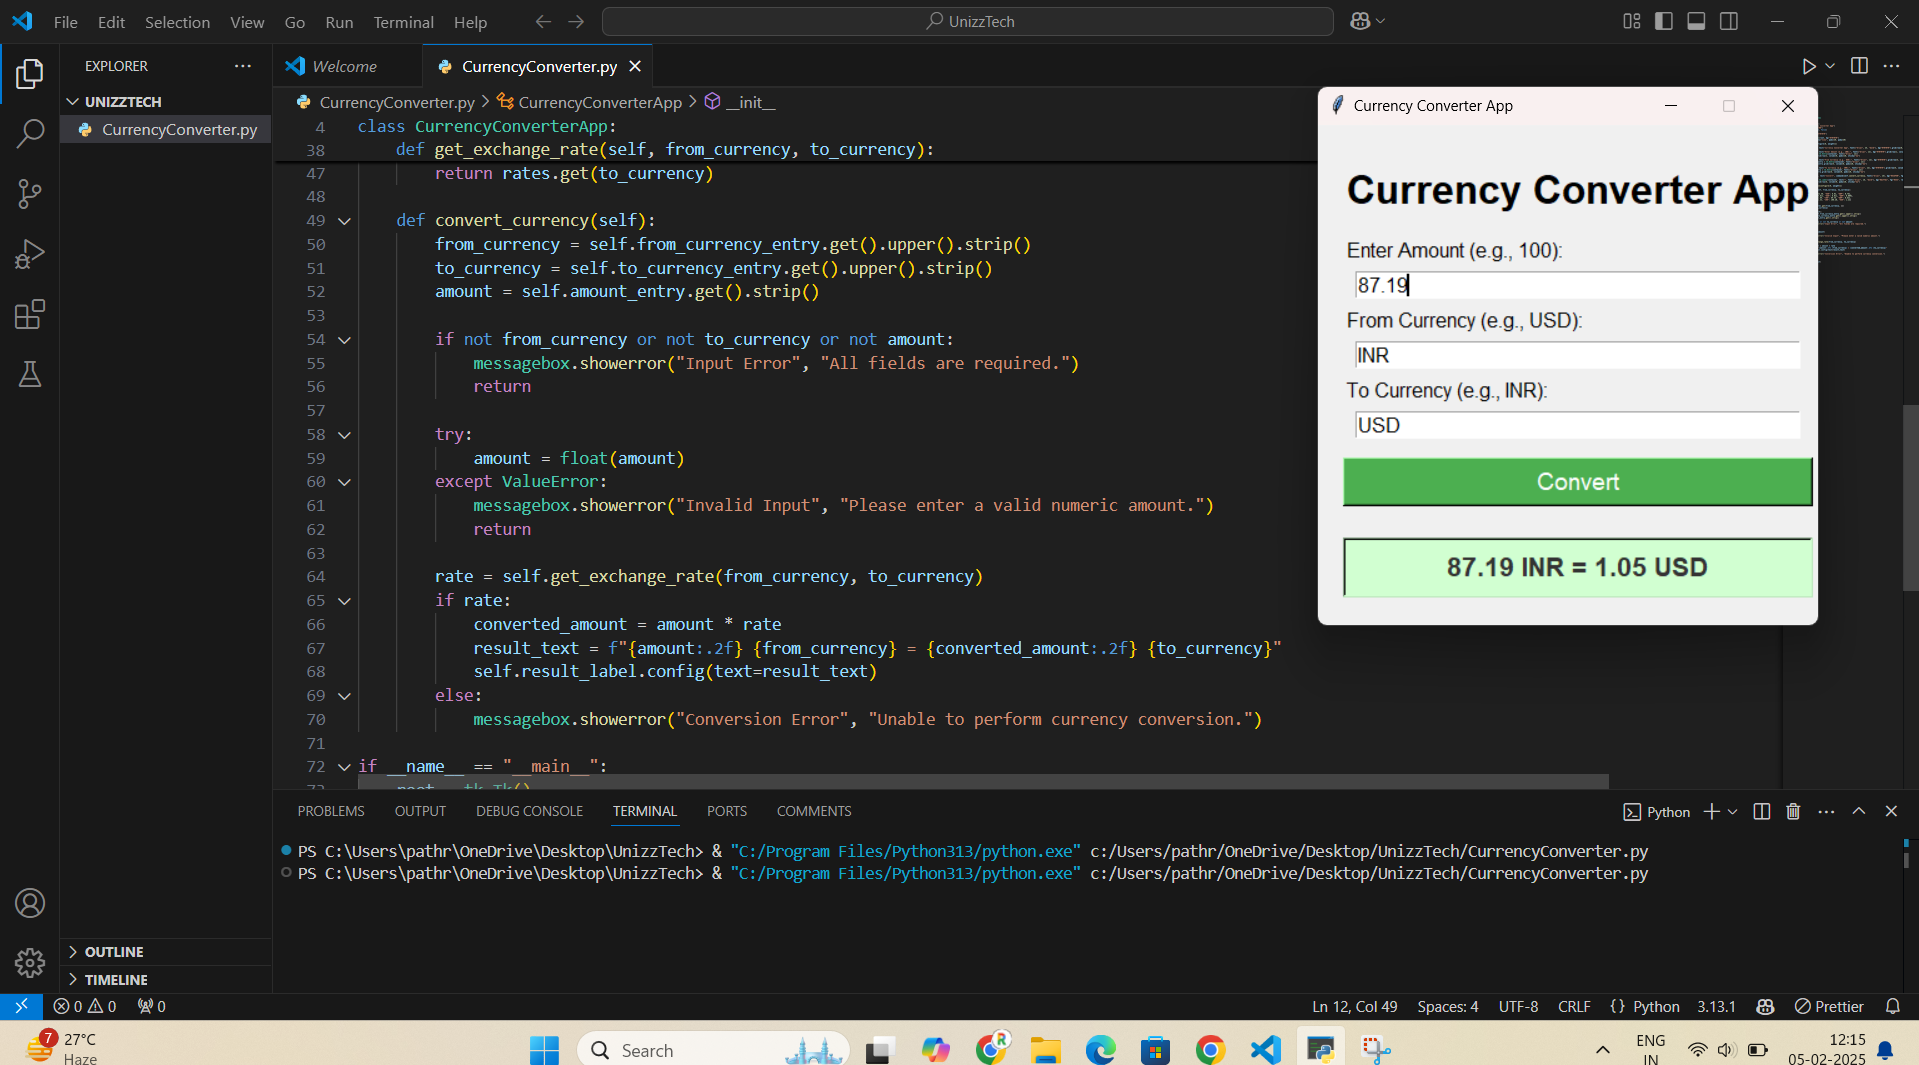 File Edit Selection View Go Run Terminal Help
UnizzTech
EXPLORER
UNIZZTECH
CurrencyConverter.py
OUTLINE
TIMELINE
Welcome
CurrencyConverter.py
CurrencyConverter.py > CurrencyConverterApp > __init__
4 class CurrencyConverterApp:
38 def get_exchange_rate(self, from_currency, to_currency):
47 return rates.get(to_currency)
48
49 def convert_currency(self):
50 from_currency = self.from_currency_entry.get().upper().strip()
51 to_currency = self.to_currency_entry.get().upper().strip()
52 amount = self.amount_entry.get().strip()
53
54 if not from_currency or not to_currency or not amount:
55 messagebox.showerror("Input Error", "All fields are required.")
56 return
57
58 try:
59 amount = float(amount)
60 except ValueError:
61 messagebox.showerror("Invalid Input", "Please enter a valid numeric amount.")
62 return
63
64 rate = self.get_exchange_rate(from_currency, to_currency)
65 if rate:
66 converted_amount = amount * rate
67 result_text = f"{amount:.2f} {from_currency} = {converted_amount:.2f} {to_currency}"
68 self.result_label.config(text=result_text)
69 else:
70 messagebox.showerror("Conversion Error", "Unable to perform currency conversion.")
71
72 if __name__ == "__main__":
73 root = tk.Tk()
Currency Converter App
Currency Converter App
Enter Amount (e.g., 100):
87.19
From Currency (e.g., USD):
INR
To Currency (e.g., INR):
USD
Convert
87.19 INR = 1.05 USD
PROBLEMS OUTPUT DEBUG CONSOLE TERMINAL PORTS COMMENTS
Python
PS C:\Users\pathr\OneDrive\Desktop\UnizzTech> & "C:/Program Files/Python313/python.exe" c:/Users/pathr/OneDrive/Desktop/UnizzTech/CurrencyConverter.py
PS C:\Users\pathr\OneDrive\Desktop\UnizzTech> & "C:/Program Files/Python313/python.exe" c:/Users/pathr/OneDrive/Desktop/UnizzTech/CurrencyConverter.py
0 0 0
Ln 12, Col 49 Spaces: 4 UTF-8 CRLF {} Python 3.13.1 Prettier
7
27°C
Haze
Search
R
ENG
IN
12:15
05-02-2025